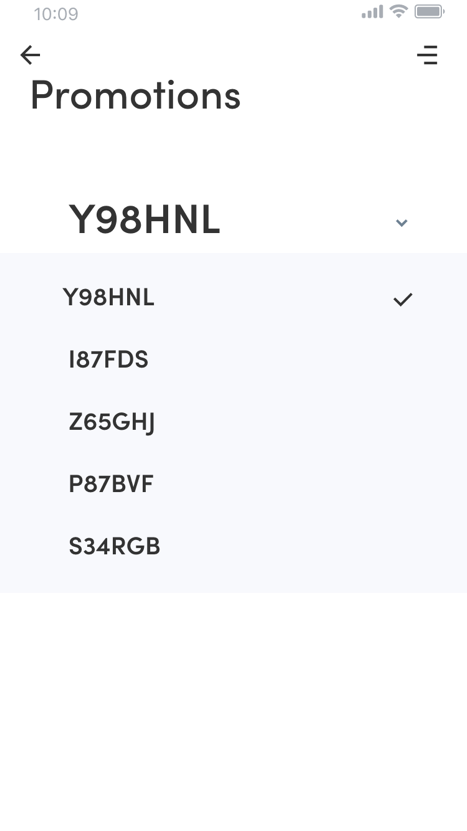 10:09
Promotions
Y98HNL
Y98HNL
I87FDS
Z65GHJ
P87BVF
S34RGB